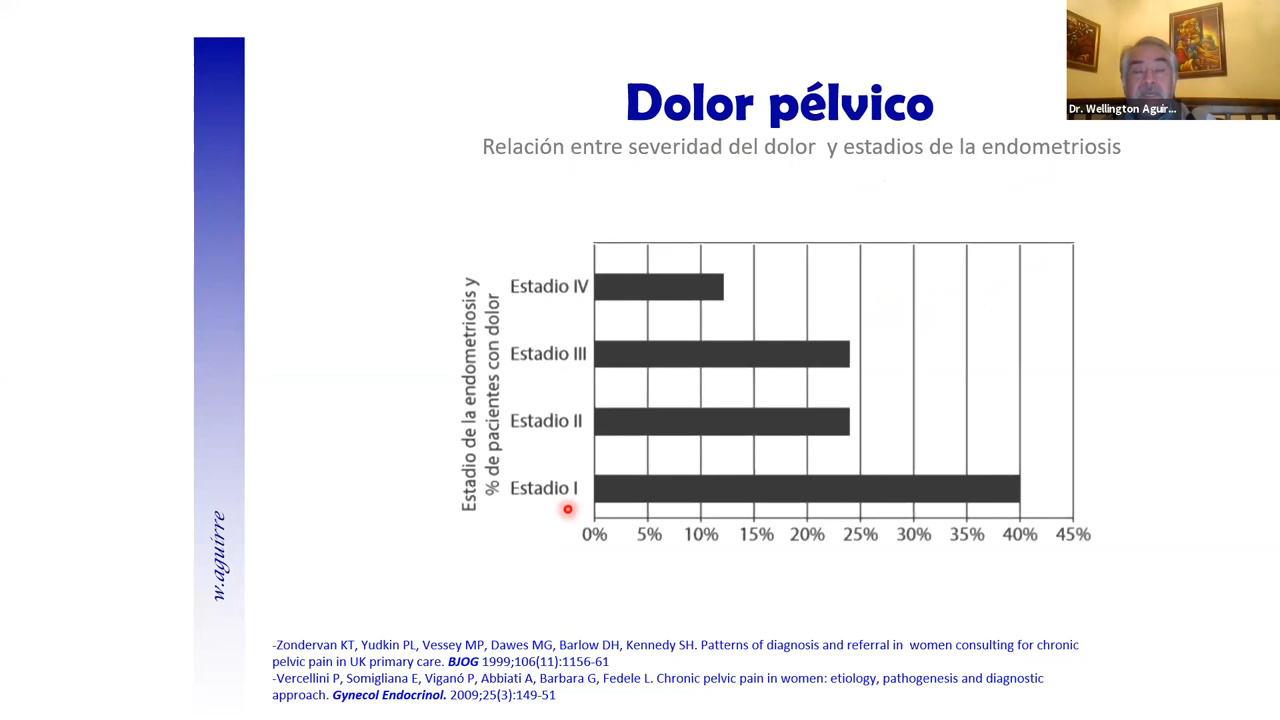 Dr. Wellington Aguir...
Dolor pélvico
Relación entre severidad del dolor y estadios de la endometriosis
Estadio de la endometriosis y
% de pacientes con dolor
Estadio IV
Estadio III
Estadio II
Estadio I
0% 5% 10% 15% 20% 25% 30% 35% 40% 45%
w.aguirre
-Zondervan KT, Yudkin PL, Vessey MP, Dawes MG, Barlow DH, Kennedy SH. Patterns of diagnosis and referral in women consulting for chronic
pelvic pain in UK primary care. BJOG 1999;106(11):1156-61
-Vercellini P, Somigliana E, Viganó P, Abbiati A, Barbara G, Fedele L. Chronic pelvic pain in women: etiology, pathogenesis and diagnostic
approach. Gynecol Endocrinol. 2009;25(3):149-51